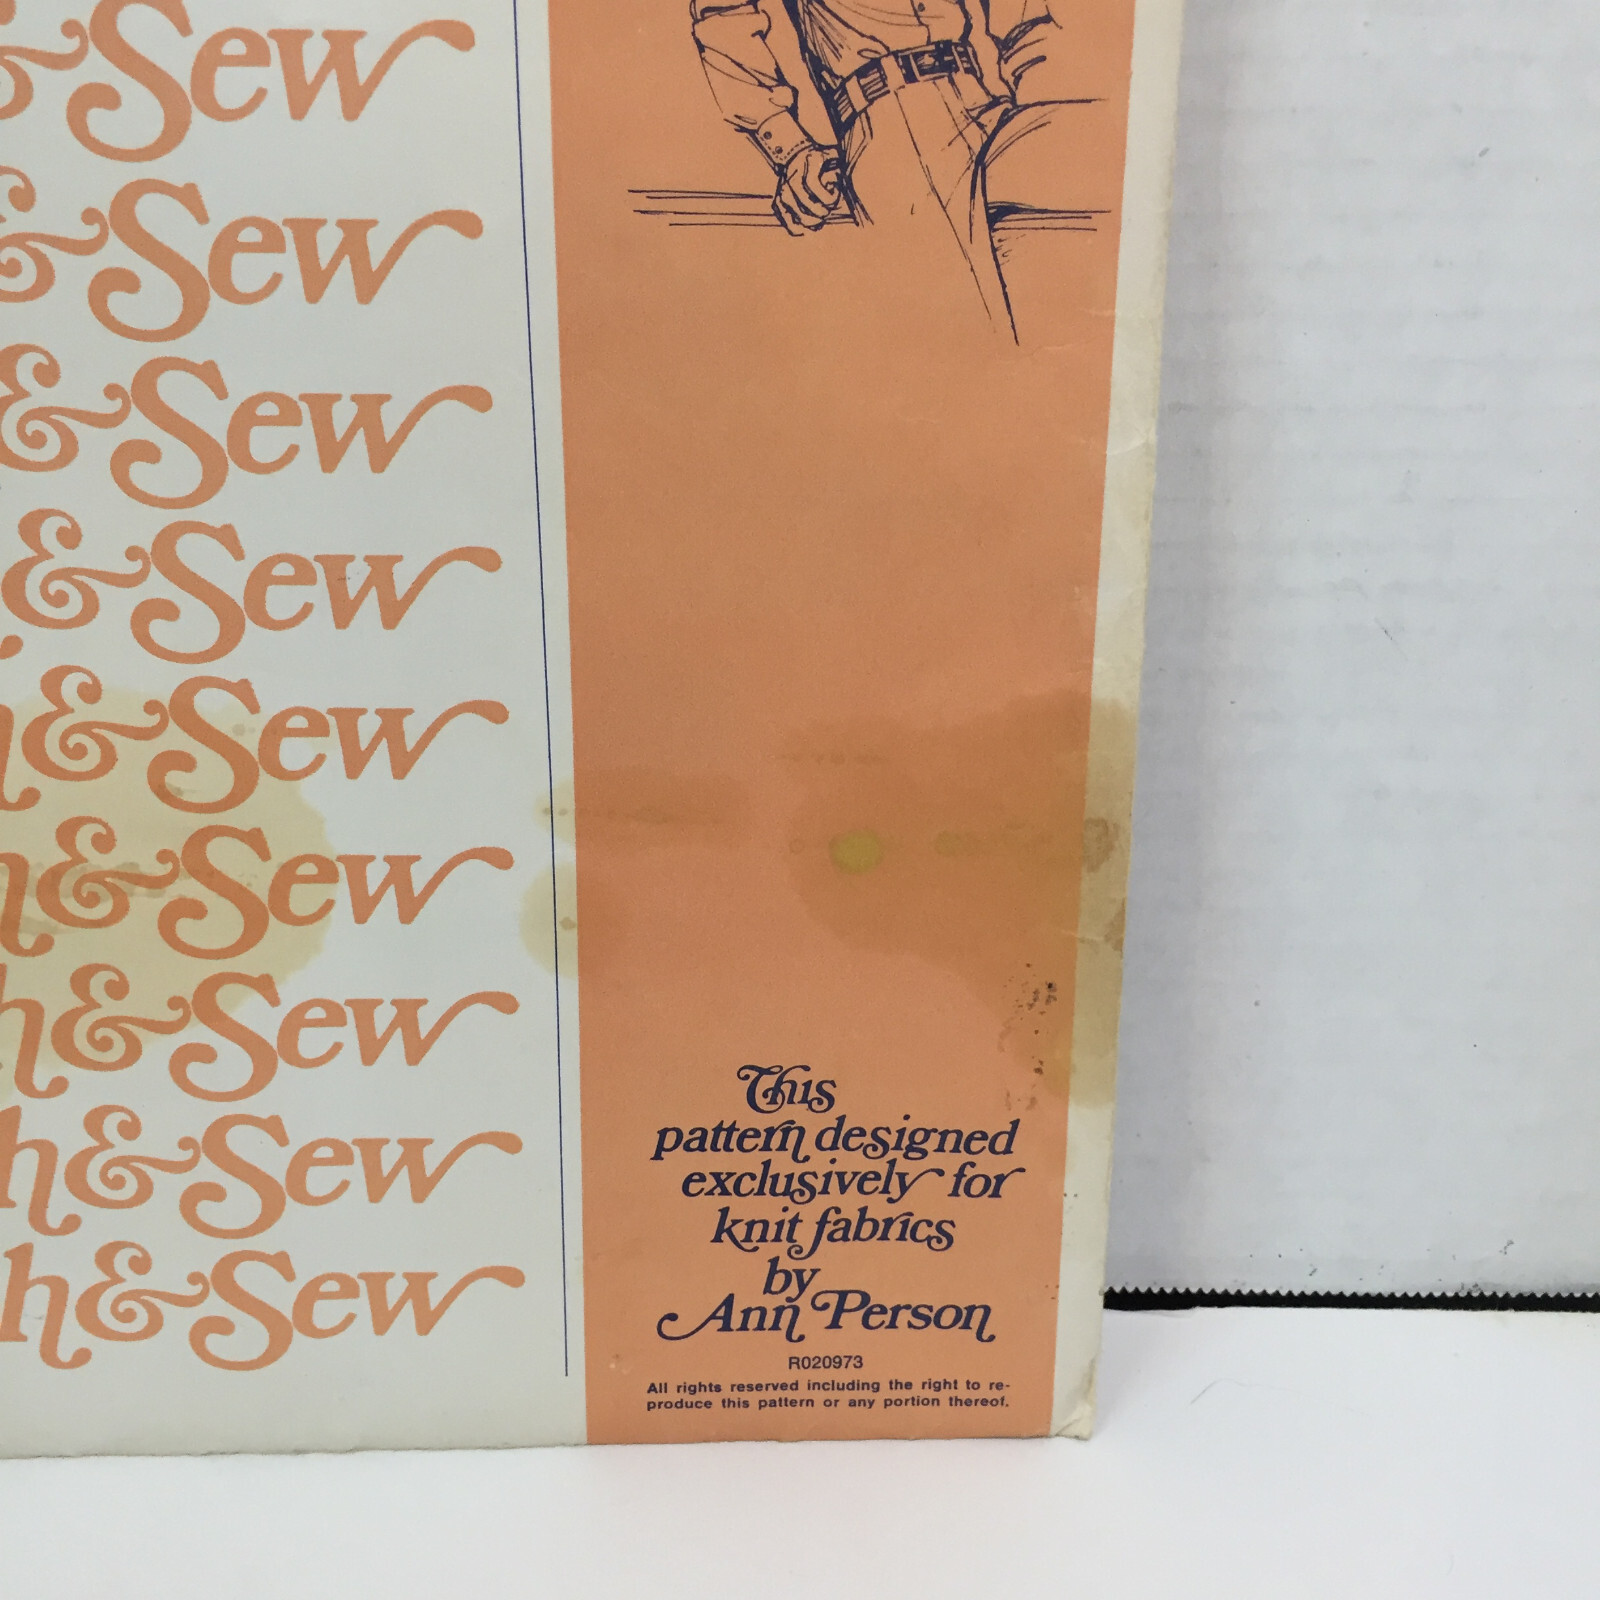 & Sew
& Sew
& Sew
& Sew
h & Sew
h & Sew
h & Sew
h & Sew
h & Sew
This
pattern designed
exclusively for
knit fabrics
by
Ann Person
R020973
All rights reserved including the right to re-
produce this pattern or any portion thereof.